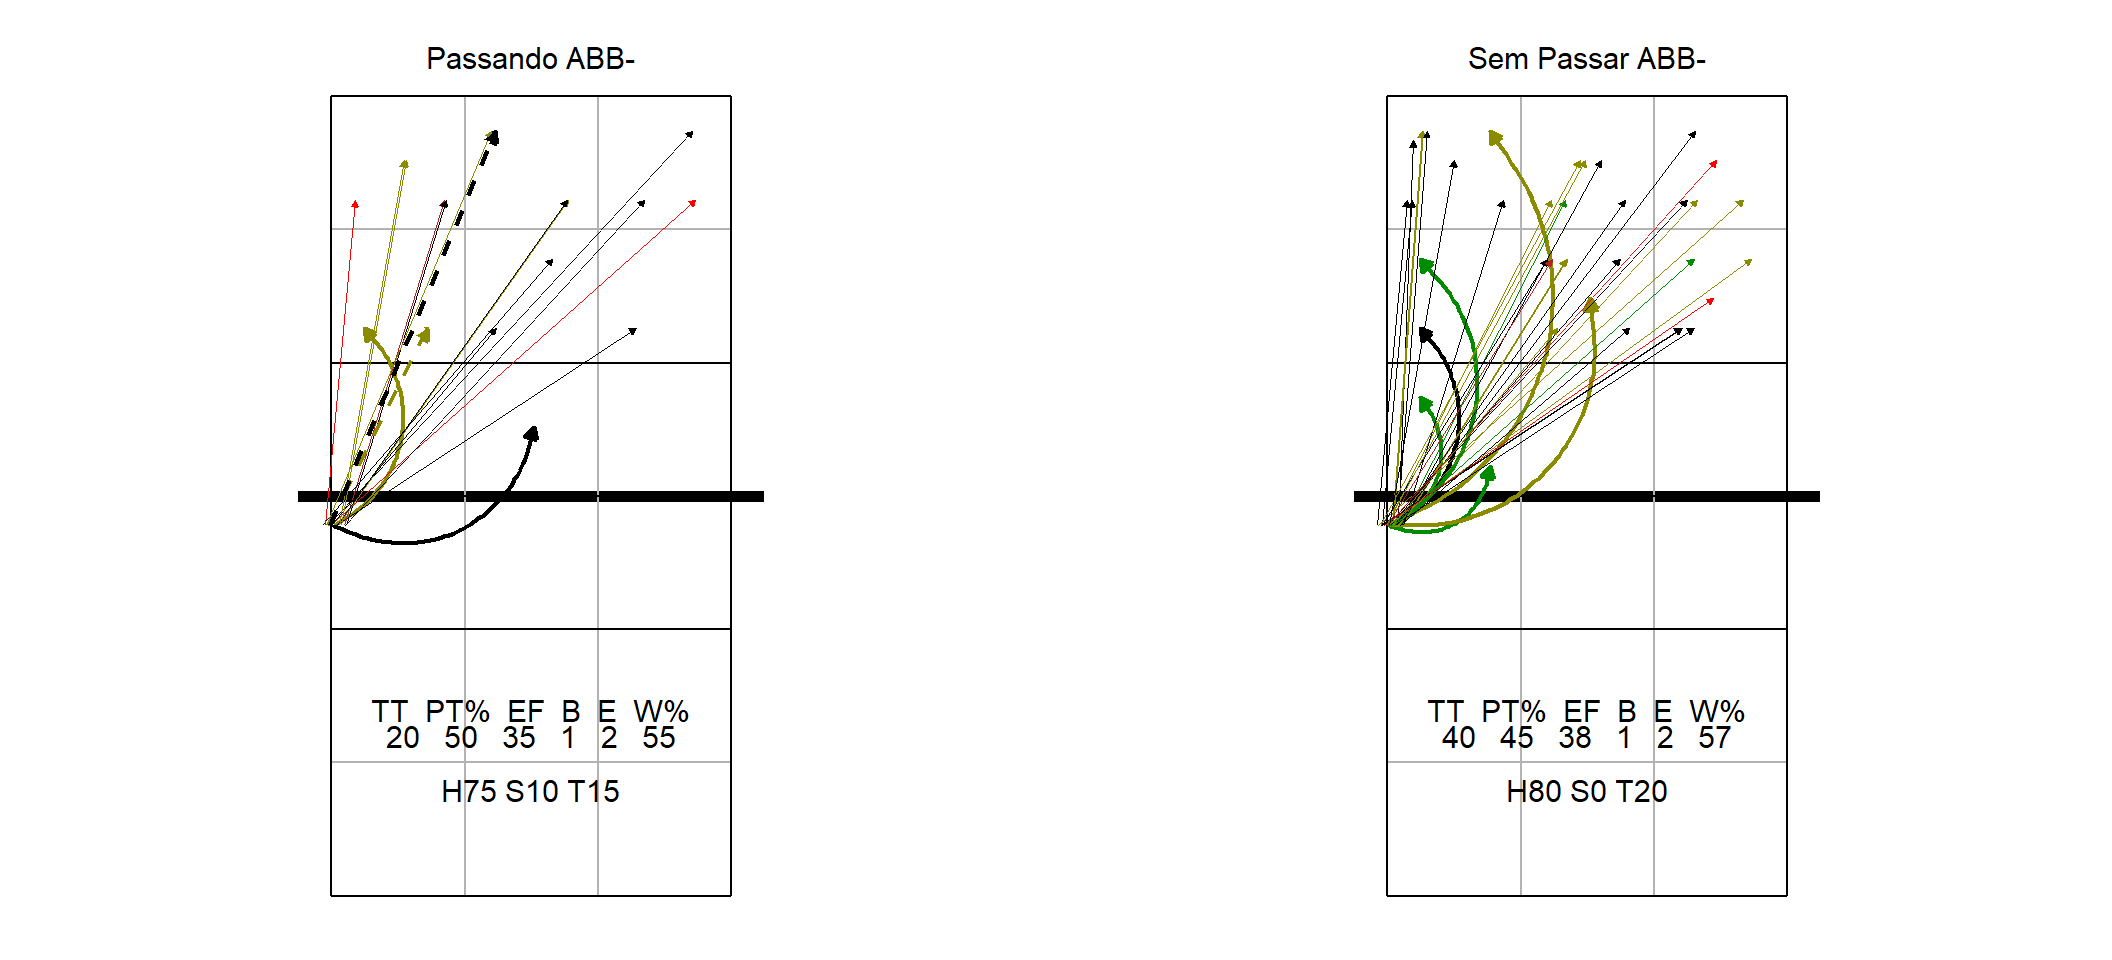 Passando ABB-
TT PT% EF B E W%
20 50 35 1 2 55
H75 S10 T15
Sem Passar ABB-
TT PT% EF B E W%
40 45 38 1 2 57
H80 S0 T20